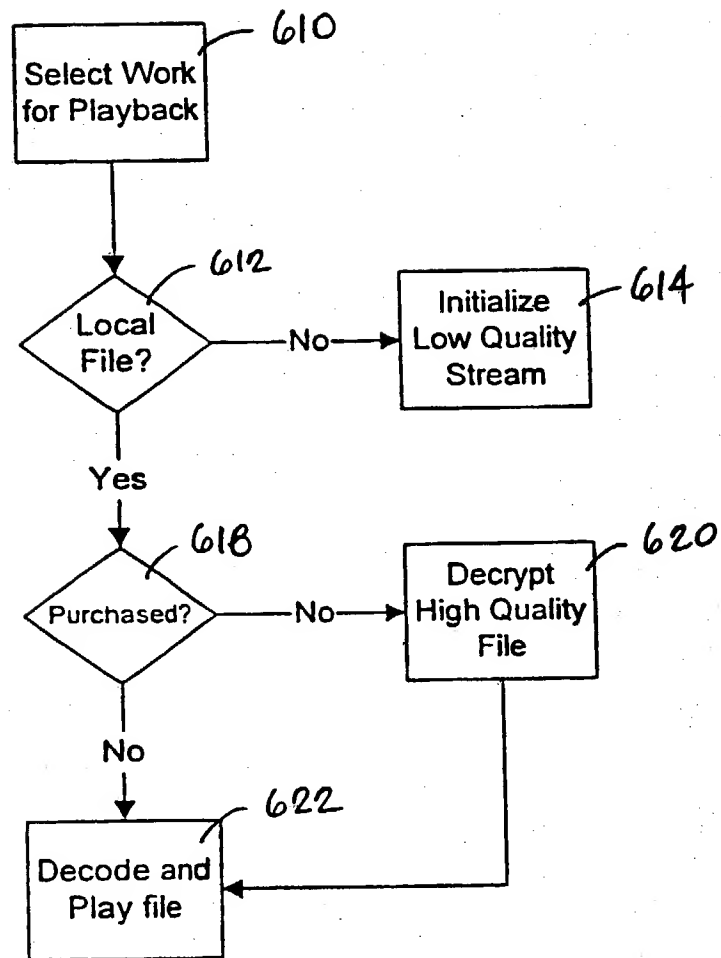 610
Select Work
for Playback
612
Local
File?
No
Initialize
Low Quality
Stream
614
Yes
618
Purchased?
No
Decrypt
High Quality
File
620
No
622
Decode and
Play file